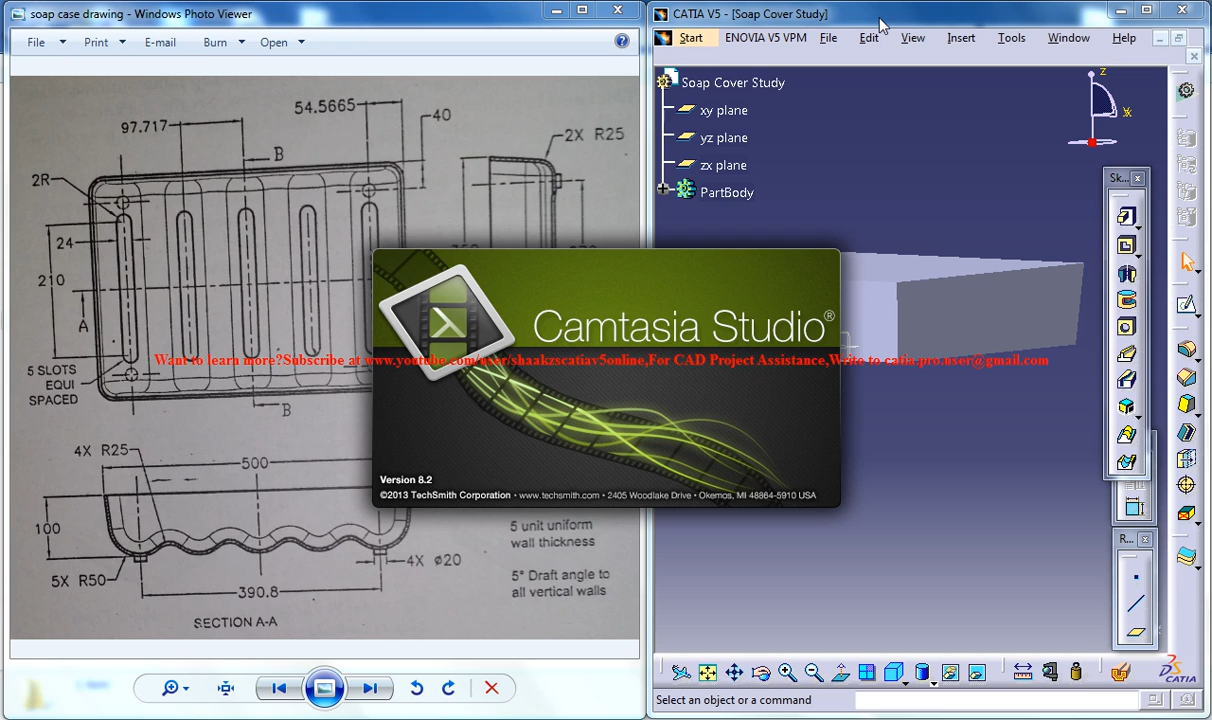 soap case drawing - Windows Photo Viewer
File Print E-mail Burn Open
54.5665
40
97.717
B
2X R25
2R
24
210
A
5 SLOTS
EQUI
SPACED
B
4X R25
500
100
5 unit uniform
wall thickness
4X ø20
5° Draft angle to
all vertical walls
5X R50
390.8
SECTION A-A
CATIA V5 - [Soap Cover Study]
Start ENOVIA V5 VPM File Edit View Insert Tools Window Help
Soap Cover Study
xy plane
yz plane
zx plane
PartBody
z
Sk...
R...
Camtasia Studio®
Want to learn more?Subscribe at www.youtube.com/user/shaakzscatiav5online,For CAD Project Assistance,Write to catia.pro.user@gmail.com
Version 8.2
©2013 TechSmith Corporation • www.techsmith.com • 2405 Woodlake Drive • Okemos, MI 48864-5910 USA
CATIA
Select an object or a command